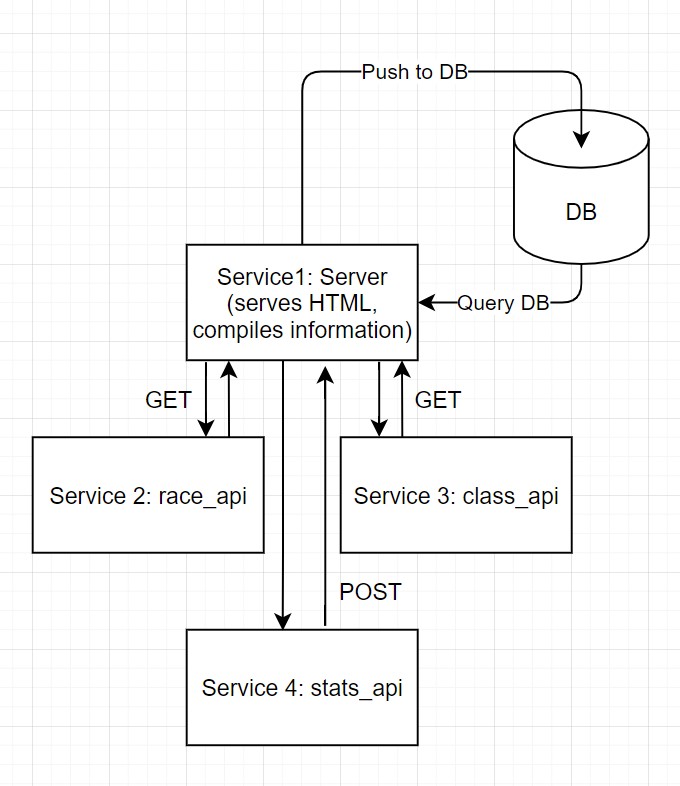 Push to DB
DB
Service1: Server
(serves HTML,
compiles information)
Query DB
GET
GET
Service 2: race_api
Service 3: class_api
POST
Service 4: stats_api